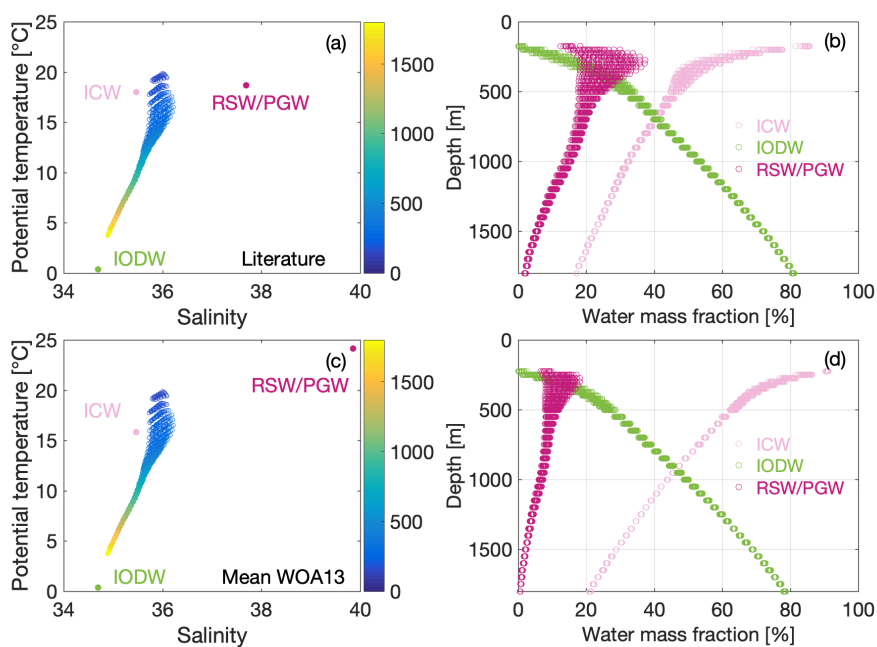 25
20
15
10
5
0
Potential temperature [°C]
(a)
ICW
RSW/PGW
IODW
Literature
34
36
38
40
Salinity
1500
1000
500
0
0
500
1000
1500
Depth [m]
(b)
ICW
IODW
RSW/PGW
0
20
40
60
80
100
Water mass fraction [%]
25
20
15
10
5
0
Potential temperature [°C]
(c)
RSW/PGW
ICW
IODW
Mean WOA13
34
36
38
40
Salinity
1500
1000
500
0
0
500
1000
1500
Depth [m]
(d)
ICW
IODW
RSW/PGW
0
20
40
60
80
100
Water mass fraction [%]